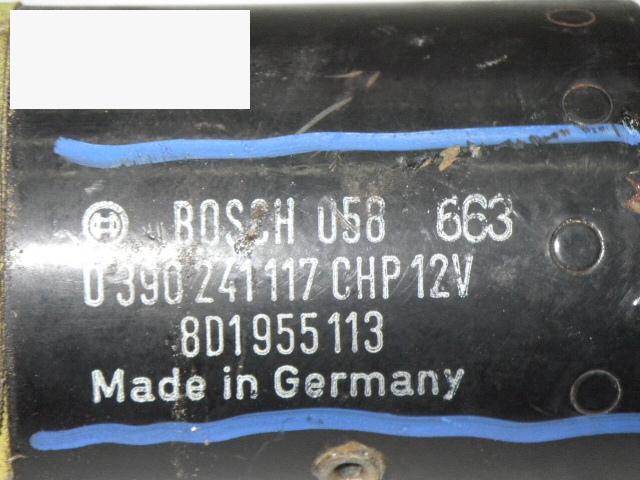 BOSCH 058 663
0 390 241 117 CHP 12V
8D1955113
Made in Germany